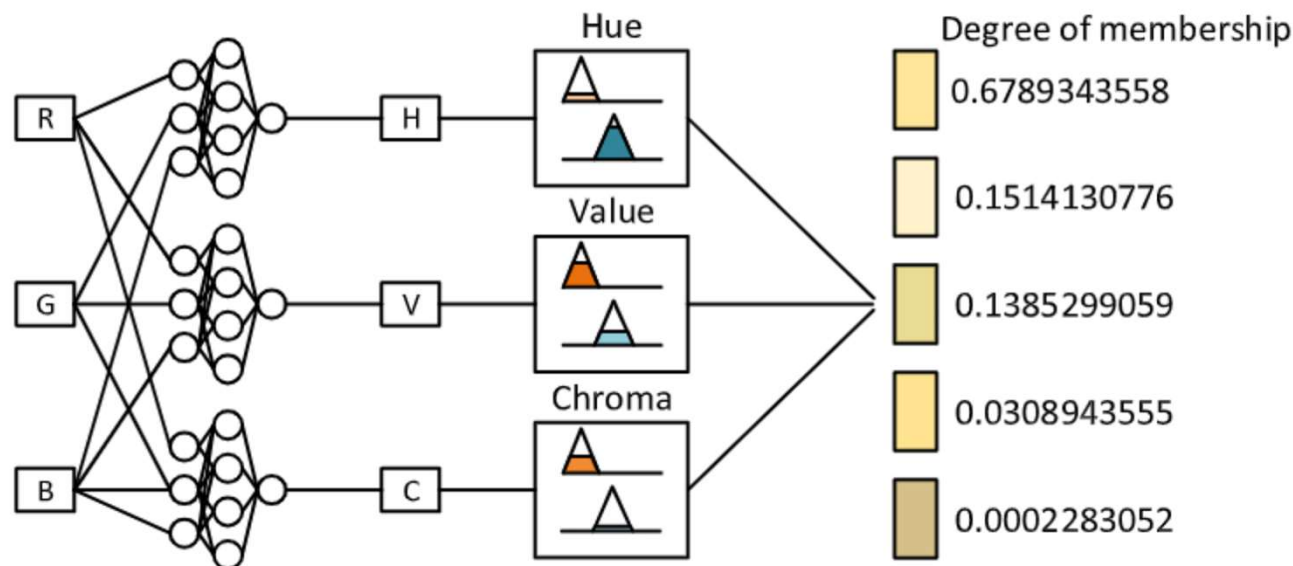 Hue
Degree of membership
R
H
0.6789343558
0.1514130776
Value
G
V
0.1385299059
Chroma
0.0308943555
B
C
0.0002283052